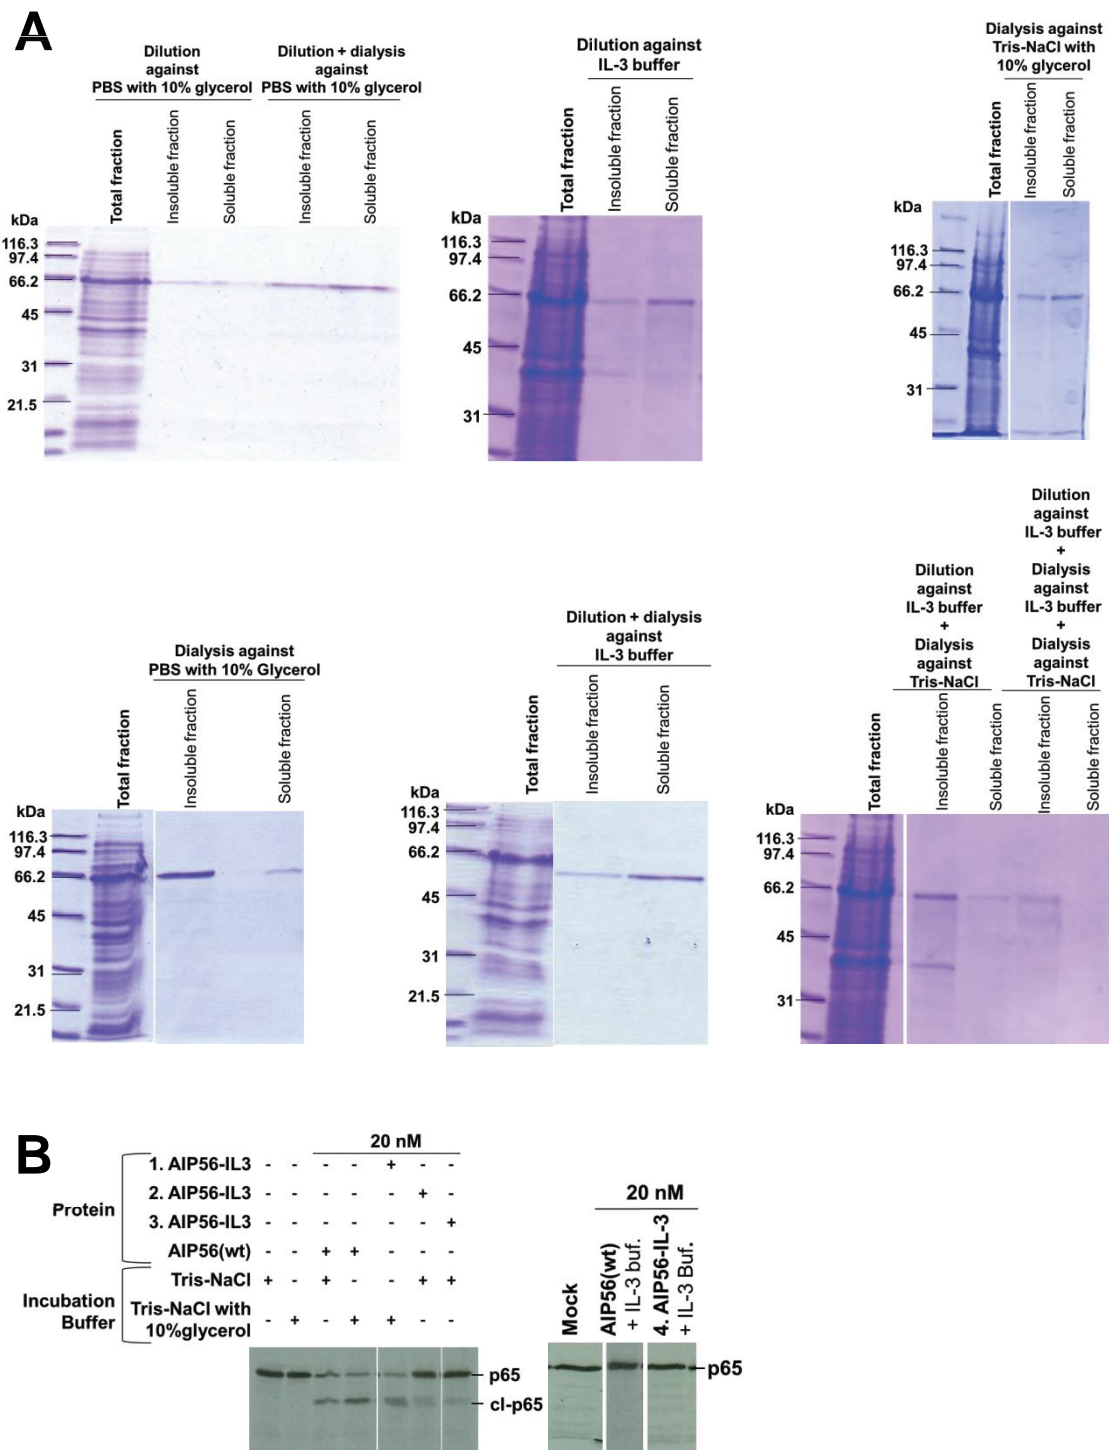 A
Dilution
against
PBS with 10% glycerol
Dilution + dialysis
against
PBS with 10% glycerol
Total fraction
Insoluble fraction
Soluble fraction
Insoluble fraction
Soluble fraction
kDa
116.3
97.4
66.2
45
31
21.5
Dilution against
IL-3 buffer
Total fraction
Insoluble fraction
Soluble fraction
kDa
116.3
97.4
66.2
45
31
Dialysis against
Tris-NaCl with
10% glycerol
Total fraction
Insoluble fraction
Soluble fraction
kDa
116.3
97.4
66.2
45
31
Dialysis against
PBS with 10% Glycerol
Total fraction
Insoluble fraction
Soluble fraction
kDa
116.3
97.4
66.2
45
31
21.5
Dilution + dialysis
against
IL-3 buffer
Total fraction
Insoluble fraction
Soluble fraction
kDa
116.3
97.4
66.2
45
31
21.5
Dilution
against
IL-3 buffer
+
Dialysis
against
Tris-NaCl
Dilution
against
IL-3 buffer
+
Dialysis
against
IL-3 buffer
+
Dialysis
against
Tris-NaCl
Total fraction
Insoluble fraction
Soluble fraction
Insoluble fraction
Soluble fraction
kDa
116.3
97.4
66.2
45
31
B
20 nM
Protein
1. AIP56-IL3 - - - - + - -
2. AIP56-IL3 - - - - - + -
3. AIP56-IL3 - - - - - - +
AIP56(wt) - - + + - - -
Incubation
Buffer
Tris-NaCl + - + - - + +
Tris-NaCl with
10%glycerol - + - + + - -
p65
cl-p65
20 nM
Mock
AIP56(wt)
+ IL-3 buf.
4. AIP56-IL-3
+ IL-3 Buf.
p65